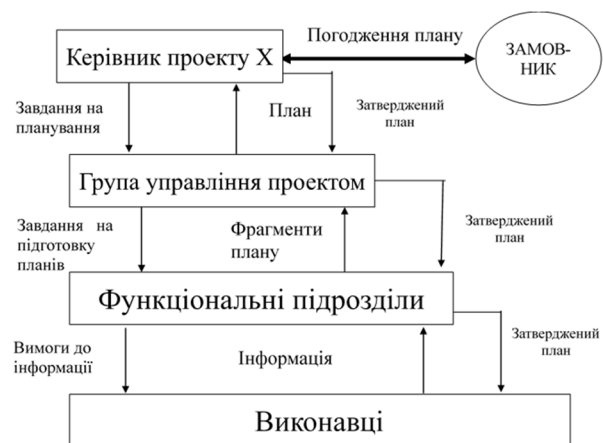 Погодження плану
Керівник проекту Х
ЗАМОВ-
НИК
Завдання на
планування
План
Затверджений
план
Група управління проектом
Завдання на
підготовку
планів
Фрагменти
плану
Затверджений
план
Функціональні підрозділи
Вимоги до
інформації
Інформація
Затверджений
план
Виконавці